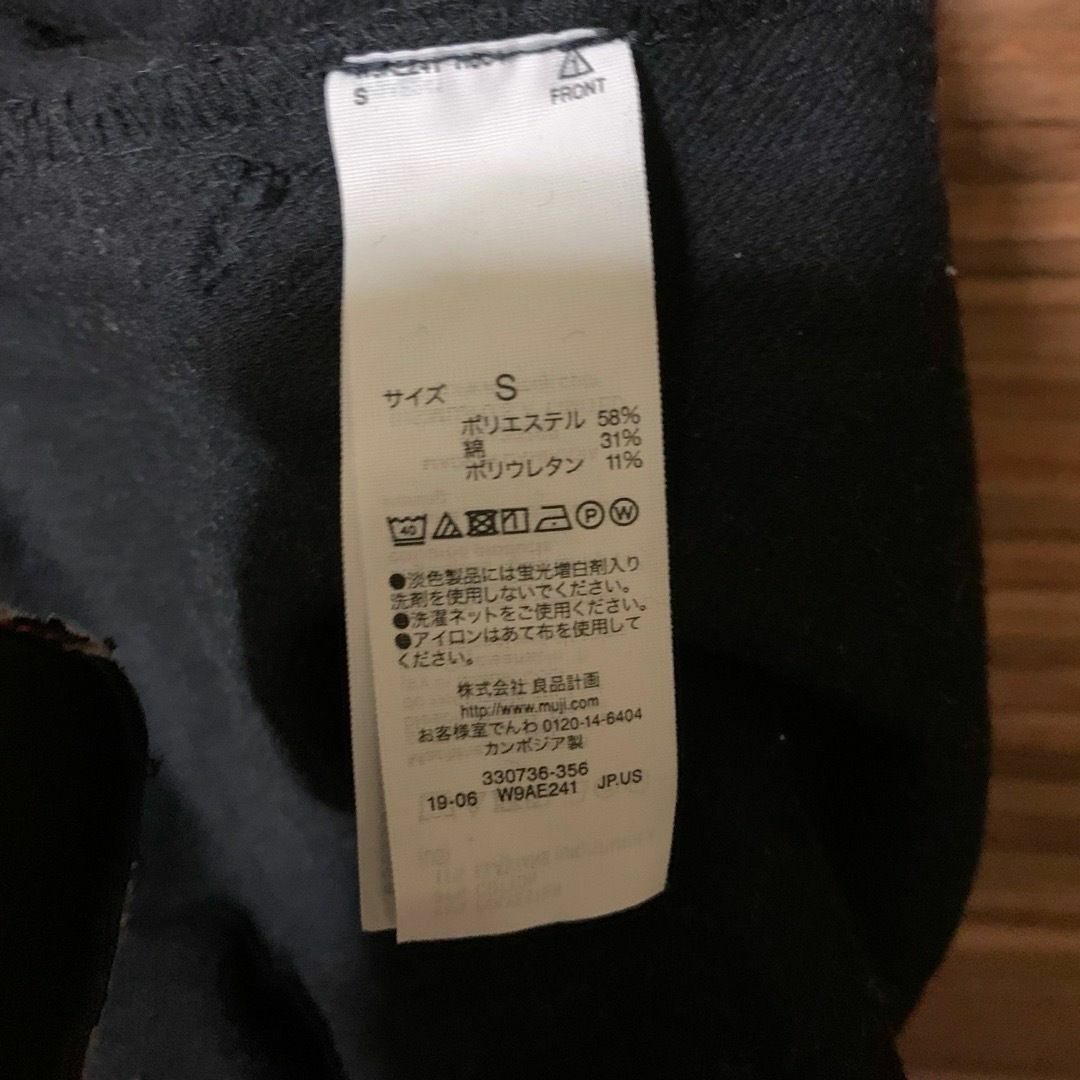 S
FRONT
サイズ S
ポリエステル 58%
綿 31%
ポリウレタン 11%
40
P W
●淡色製品には蛍光増白剤入り
洗剤を使用しないでください。
●洗濯ネットをご使用ください。
●アイロンはあて布を使用して
ください。
株式会社 良品計画
http://www.muji.com
お客様室でんわ 0120-14-6404
カンボジア製
330736-356
19-06 W9AE241 JP.US